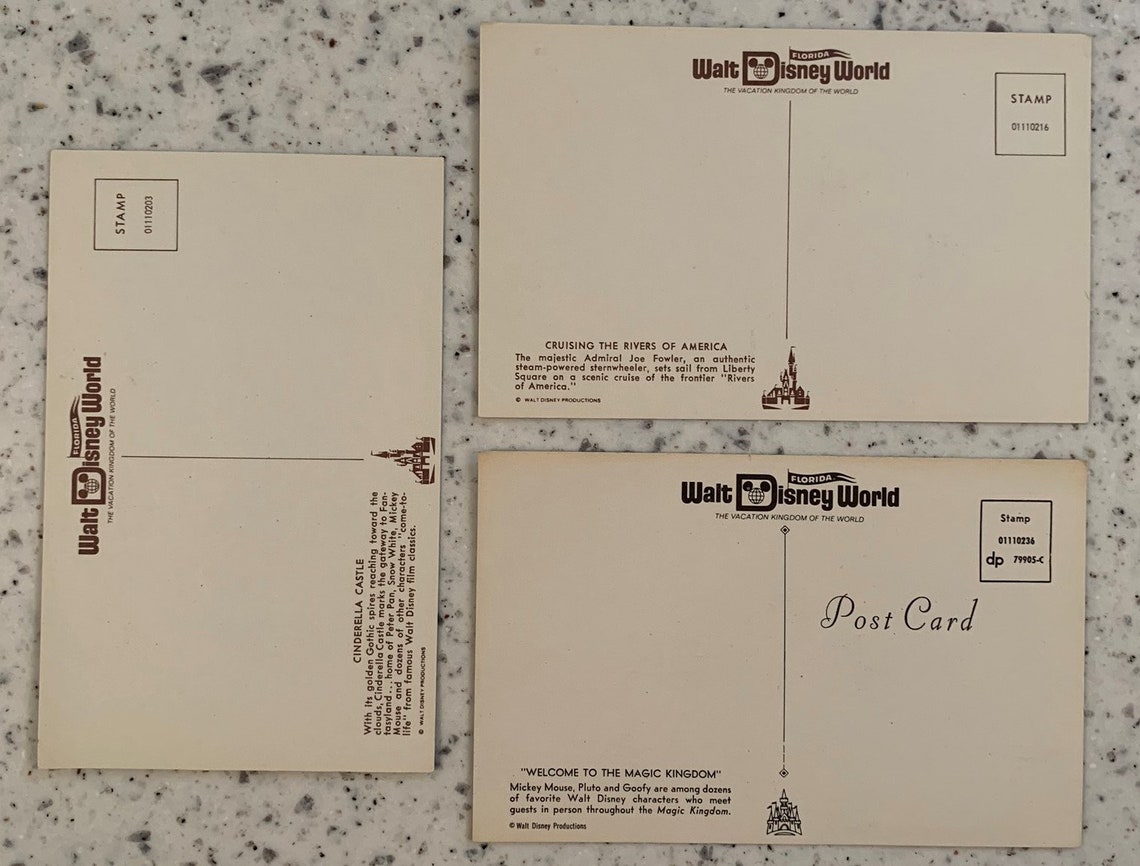 STAMP
01110203
FLORIDA
Walt Disney World
THE VACATION KINGDOM OF THE WORLD
CINDERELLA CASTLE
With its golden Gothic spires reaching toward the
clouds, Cinderella Castle marks the gateway to Fan-
tasyland... home of Peter Pan, Snow White, Mickey
Mouse and dozens of other characters "come-to-
life" from famous Walt Disney film classics.
© WALT DISNEY PRODUCTIONS
FLORIDA
Walt Disney World
THE VACATION KINGDOM OF THE WORLD
STAMP
01110216
CRUISING THE RIVERS OF AMERICA
The majestic Admiral Joe Fowler, an authentic
steam-powered sternwheeler, sets sail from Liberty
Square on a scenic cruise of the frontier "Rivers
of America."
© WALT DISNEY PRODUCTIONS
FLORIDA
Walt Disney World
THE VACATION KINGDOM OF THE WORLD
Stamp
01110236
dp 79905-C
Post Card
"WELCOME TO THE MAGIC KINGDOM"
Mickey Mouse, Pluto and Goofy are among dozens
of favorite Walt Disney characters who meet
guests in person throughout the Magic Kingdom.
© Walt Disney Productions